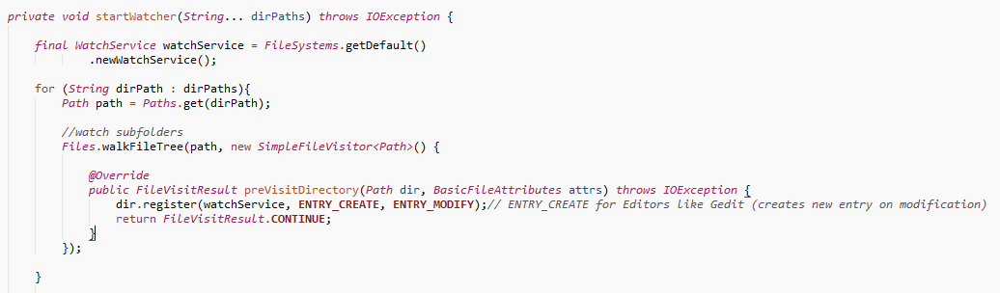 private void startWatcher(String... dirPaths) throws IOException {
final WatchService watchService = FileSystems.getDefault()
.newWatchService();
for (String dirPath : dirPaths){
Path path = Paths.get(dirPath);
//watch subfolders
Files.walkFileTree(path, new SimpleFileVisitor<Path>() {
@Override
public FileVisitResult preVisitDirectory(Path dir, BasicFileAttributes attrs) throws IOException {
dir.register(watchService, ENTRY_CREATE, ENTRY_MODIFY);// ENTRY_CREATE for Editors like Gedit (creates new entry on modification)
return FileVisitResult.CONTINUE;
}
});
}